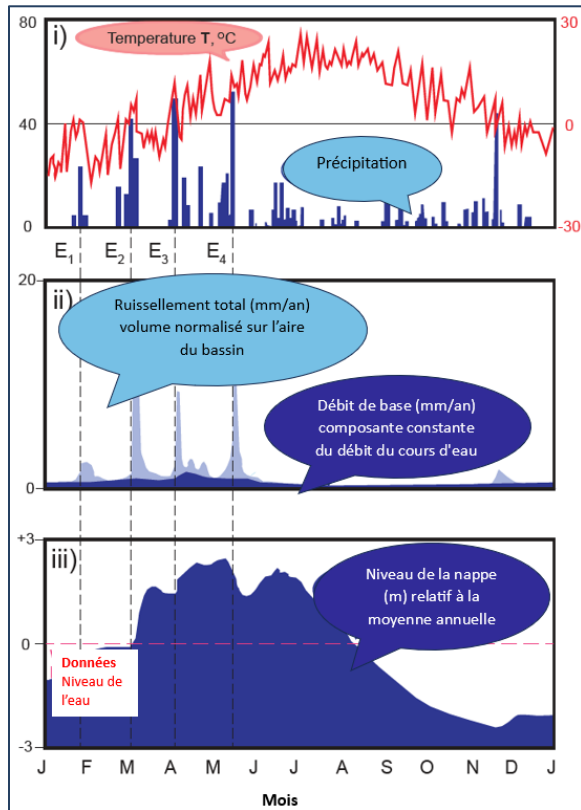 80
i)
Temperature T, °C
30
40
0
Précipitation
0
-30
E1 E2 E3 E4
20
ii)
Ruissellement total (mm/an)
volume normalisé sur l'aire
du bassin
Débit de base (mm/an)
composante constante
du débit du cours d'eau
0
+3
iii)
Niveau de la nappe
(m) relatif à la
moyenne annuelle
0
Données
Niveau de
l'eau
-3
J F M A M J J A S O N D J
Mois